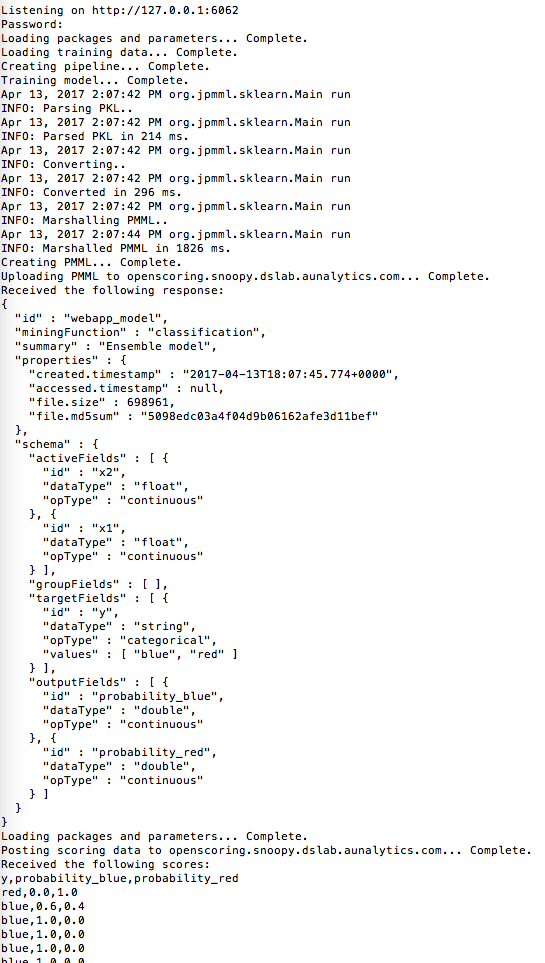 Listening on http://127.0.0.1:6062
Password:
Loading packages and parameters... Complete.
Loading training data... Complete.
Creating pipeline... Complete.
Training model... Complete.
Apr 13, 2017 2:07:42 PM org.jpmml.sklearn.Main run
INFO: Parsing PKL..
Apr 13, 2017 2:07:42 PM org.jpmml.sklearn.Main run
INFO: Parsed PKL in 214 ms.
Apr 13, 2017 2:07:42 PM org.jpmml.sklearn.Main run
INFO: Converting..
Apr 13, 2017 2:07:42 PM org.jpmml.sklearn.Main run
INFO: Converted in 296 ms.
Apr 13, 2017 2:07:42 PM org.jpmml.sklearn.Main run
INFO: Marshalling PMML..
Apr 13, 2017 2:07:44 PM org.jpmml.sklearn.Main run
INFO: Marshalled PMML in 1826 ms.
Creating PMML... Complete.
Uploading PMML to openscoring.snoopy.dslab.aunalytics.com... Complete.
Received the following response:
{
  "id" : "webapp_model",
  "miningFunction" : "classification",
  "summary" : "Ensemble model",
  "properties" : {
    "created.timestamp" : "2017-04-13T18:07:45.774+0000",
    "accessed.timestamp" : null,
    "file.size" : 698961,
    "file.md5sum" : "5098edc03a4f04d9b06162afe3d11bef"
  },
  "schema" : {
    "activeFields" : [ {
      "id" : "x2",
      "dataType" : "float",
      "opType" : "continuous"
    }, {
      "id" : "x1",
      "dataType" : "float",
      "opType" : "continuous"
    } ],
    "groupFields" : [ ],
    "targetFields" : [ {
      "id" : "y",
      "dataType" : "string",
      "opType" : "categorical",
      "values" : [ "blue", "red" ]
    } ],
    "outputFields" : [ {
      "id" : "probability_blue",
      "dataType" : "double",
      "opType" : "continuous"
    }, {
      "id" : "probability_red",
      "dataType" : "double",
      "opType" : "continuous"
    } ]
  }
}
Loading packages and parameters... Complete.
Posting scoring data to openscoring.snoopy.dslab.aunalytics.com... Complete.
Received the following scores:
y,probability_blue,probability_red
red,0.0,1.0
blue,0.6,0.4
blue,1.0,0.0
blue,1.0,0.0
blue,1.0,0.0
blue,1.0,0.0